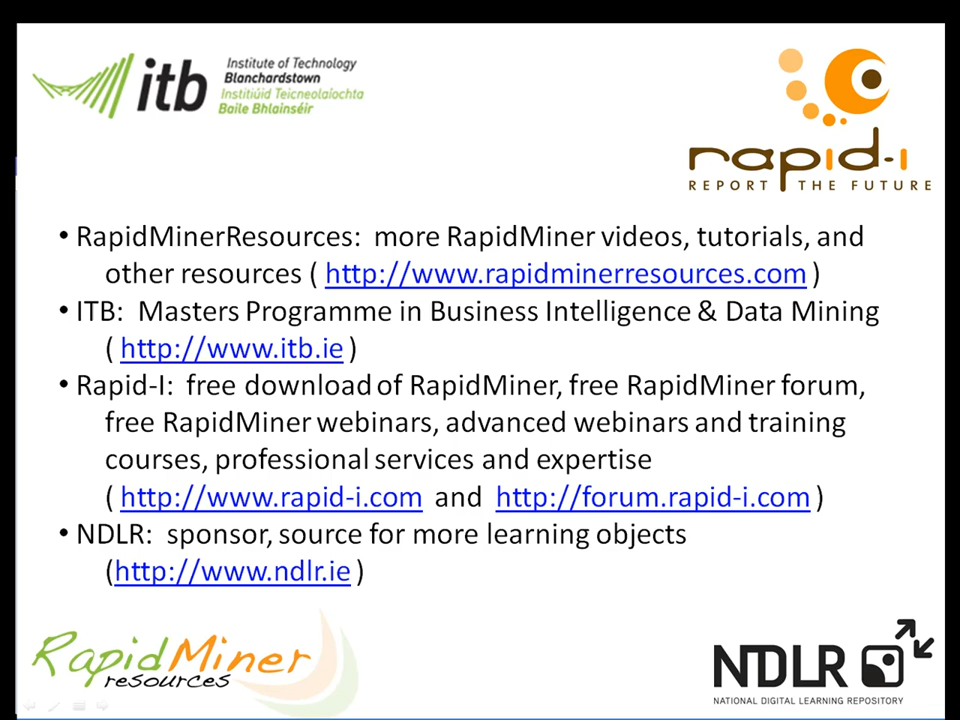 itb
Institute of Technology
Blanchardstown
Institiúid Teicneolaíochta
Baile Bhlainséir
rapid-i
REPORT THE FUTURE
• RapidMinerResources: more RapidMiner videos, tutorials, and
other resources ( http://www.rapidminerresources.com )
• ITB: Masters Programme in Business Intelligence & Data Mining
( http://www.itb.ie )
• Rapid-I: free download of RapidMiner, free RapidMiner forum,
free RapidMiner webinars, advanced webinars and training
courses, professional services and expertise
( http://www.rapid-i.com and http://forum.rapid-i.com )
• NDLR: sponsor, source for more learning objects
(http://www.ndlr.ie )
RapidMiner
resources
NDLR
NATIONAL DIGITAL LEARNING REPOSITORY